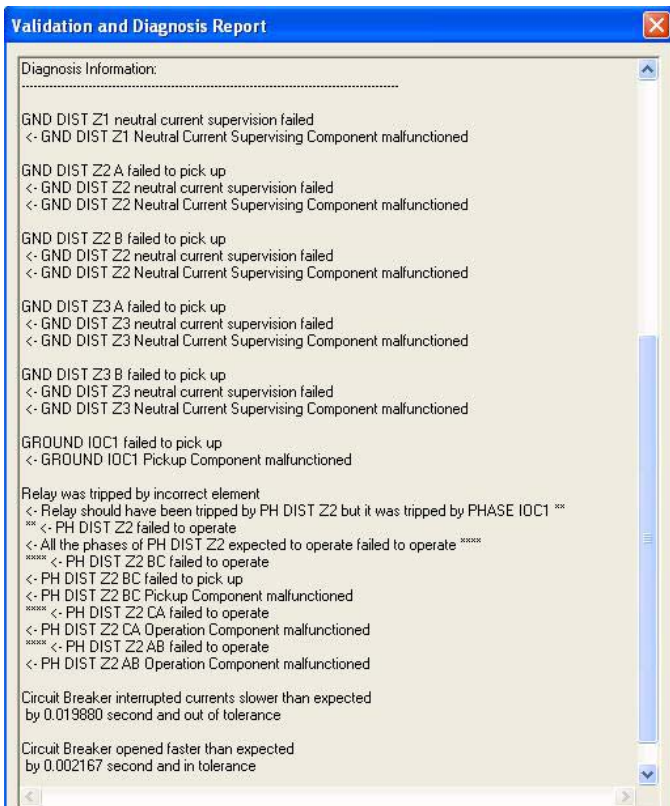 Validation and Diagnosis Report
Diagnosis Information:
----------------------------------------------------------------------------------------------
GND DIST Z1 neutral current supervision failed
<- GND DIST Z1 Neutral Current Supervising Component malfunctioned
GND DIST Z2 A failed to pick up
<- GND DIST Z2 neutral current supervision failed
<- GND DIST Z2 Neutral Current Supervising Component malfunctioned
GND DIST Z2 B failed to pick up
<- GND DIST Z2 neutral current supervision failed
<- GND DIST Z2 Neutral Current Supervising Component malfunctioned
GND DIST Z3 A failed to pick up
<- GND DIST Z3 neutral current supervision failed
<- GND DIST Z3 Neutral Current Supervising Component malfunctioned
GND DIST Z3 B failed to pick up
<- GND DIST Z3 neutral current supervision failed
<- GND DIST Z3 Neutral Current Supervising Component malfunctioned
GROUND IOC1 failed to pick up
<- GROUND IOC1 Pickup Component malfunctioned
Relay was tripped by incorrect element
<- Relay should have been tripped by PH DIST Z2 but it was tripped by PHASE IOC1 **
** <- PH DIST Z2 failed to operate
<- All the phases of PH DIST Z2 expected to operate failed to operate ****
**** <- PH DIST Z2 BC failed to operate
<- PH DIST Z2 BC failed to pick up
<- PH DIST Z2 BC Pickup Component malfunctioned
**** <- PH DIST Z2 CA failed to operate
<- PH DIST Z2 CA Operation Component malfunctioned
**** <- PH DIST Z2 AB failed to operate
<- PH DIST Z2 AB Operation Component malfunctioned
Circuit Breaker interrupted currents slower than expected
by 0.019880 second and out of tolerance
Circuit Breaker opened faster than expected
by 0.002167 second and in tolerance